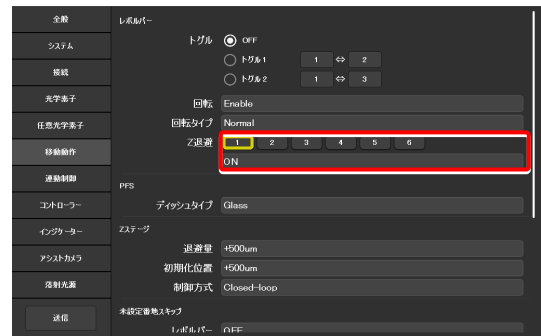 全般
システム
接続
光学素子
任意光学素子
移動動作
連動制御
コントローラー
インジケーター
アシストカメラ
落射光源
送信
レボルバー
トグル OFF
トグル 1 1 ⇔ 2
トグル 2 1 ⇔ 3
回転 Enable
回転タイプ Normal
Z退避 1 2 3 4 5 6
ON
PFS
ディッシュタイプ Glass
Zステージ
退避量 +500um
初期化位置 +500um
制御方式 Closed-loop
未設定番地スキップ
レボルバー OFF